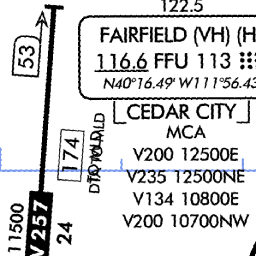 122.5
53
FAIRFIELD (VH) (H
116.6 FFU 113
N40°16.49' W111°56.43
CEDAR CITY
MCA
V200 12500E
V235 12500NE
V134 10800E
V200 10700NW
174
11500
V257
24